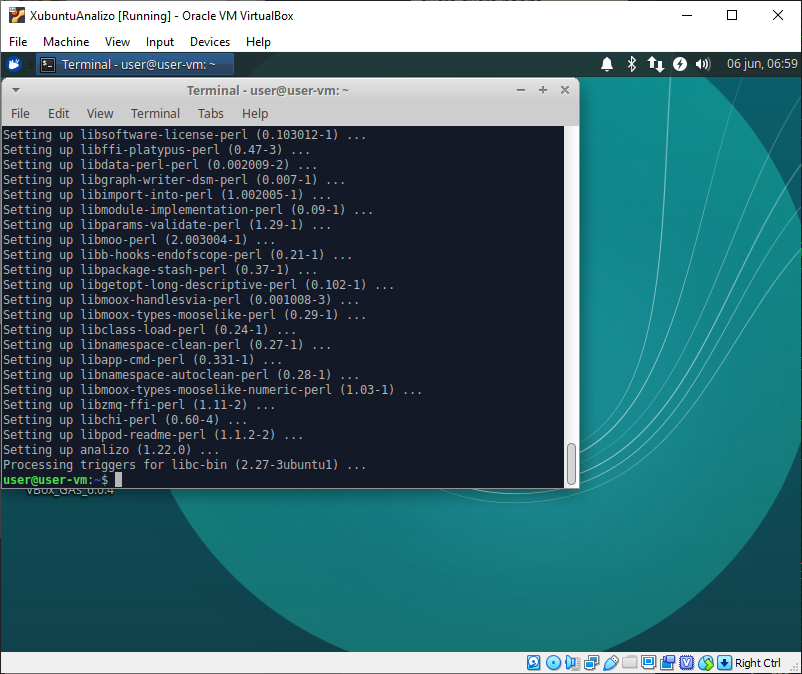 XubuntuAnalizo [Running] - Oracle VM VirtualBox
File Machine View Input Devices Help
Terminal - user@user-vm: ~ 06 jun, 06:59
Terminal - user@user-vm: ~
File Edit View Terminal Tabs Help
Setting up libsoftware-license-perl (0.103012-1) ...
Setting up libffi-platypus-perl (0.47-3) ...
Setting up libdata-perl-perl (0.002009-2) ...
Setting up libgraph-writer-dsm-perl (0.007-1) ...
Setting up libimport-into-perl (1.002005-1) ...
Setting up libmodule-implementation-perl (0.09-1) ...
Setting up libparams-validate-perl (1.29-1) ...
Setting up libmoo-perl (2.003004-1) ...
Setting up libb-hooks-endofscope-perl (0.21-1) ...
Setting up libpackage-stash-perl (0.37-1) ...
Setting up libgetopt-long-descriptive-perl (0.102-1) ...
Setting up libmoox-handlesvia-perl (0.001008-3) ...
Setting up libmoox-types-mooselike-perl (0.29-1) ...
Setting up libclass-load-perl (0.24-1) ...
Setting up libnamespace-clean-perl (0.27-1) ...
Setting up libapp-cmd-perl (0.331-1) ...
Setting up libnamespace-autoclean-perl (0.28-1) ...
Setting up libmoox-types-mooselike-numeric-perl (1.03-1) ...
Setting up libzmq-ffi-perl (1.11-2) ...
Setting up libchi-perl (0.60-4) ...
Setting up libpod-readme-perl (1.1.2-2) ...
Setting up analizo (1.22.0) ...
Processing triggers for libc-bin (2.27-3ubuntu1) ...
user@user-vm:~$
VBox_GAs_6.0.4
Right Ctrl